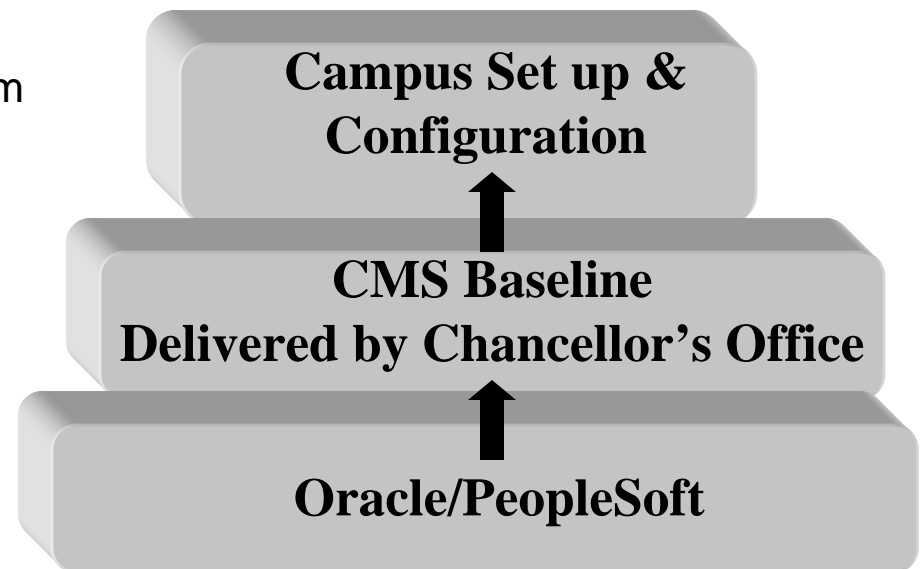 m
Campus Set up &
Configuration
CMS Baseline
Delivered by Chancellor’s Office
Oracle/PeopleSoft